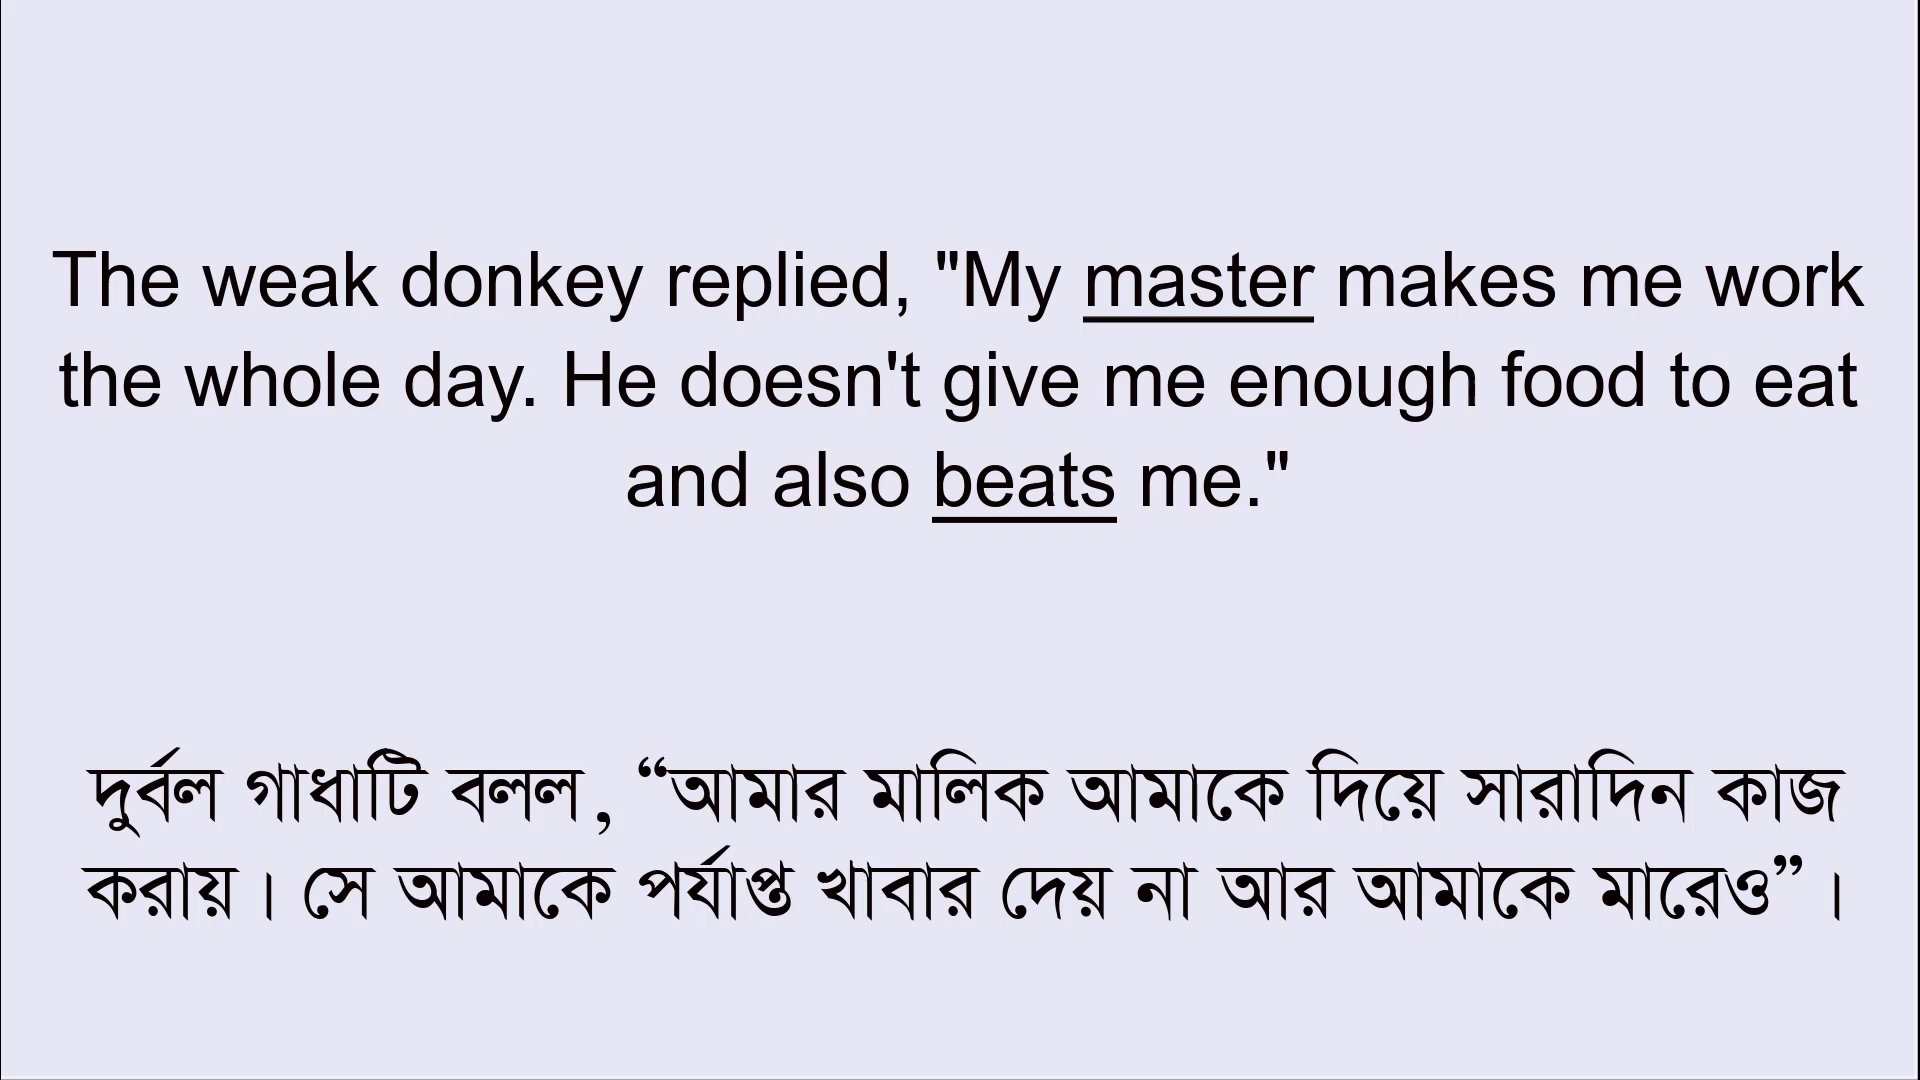 The weak donkey replied, "My master makes me work
the whole day. He doesn't give me enough food to eat
and also beats me."
দুর্বল গাধাটি বলল, “আমার মালিক আমাকে দিয়ে সারাদিন কাজ
করায়। সে আমাকে পর্যাপ্ত খাবার দেয় না আর আমাকে মারেও”।